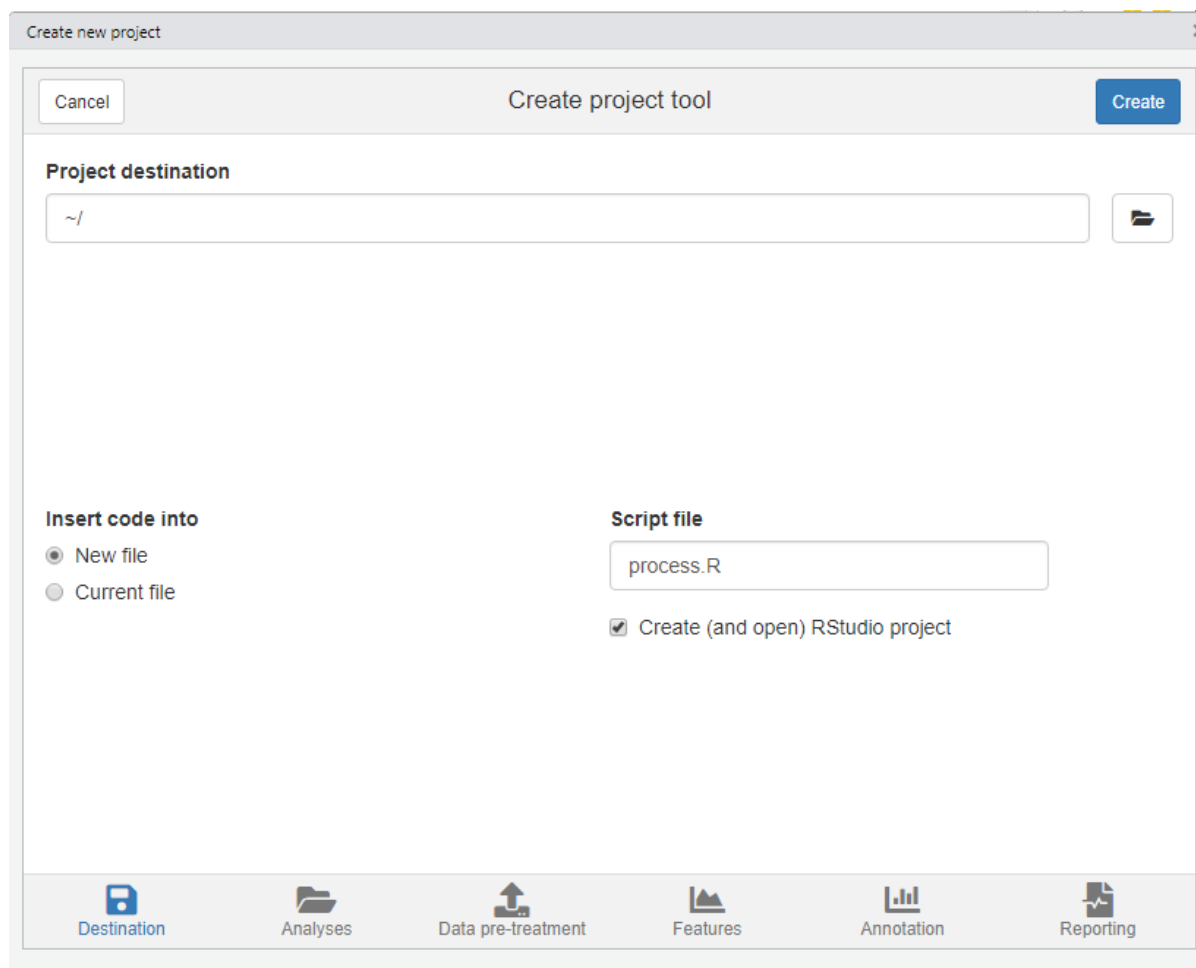 Create new project
Cancel
Create project tool
Create
Project destination
~/
Insert code into
New file
Current file
Script file
process.R
Create (and open) RStudio project
Destination
Analyses
Data pre-treatment
Features
Annotation
Reporting